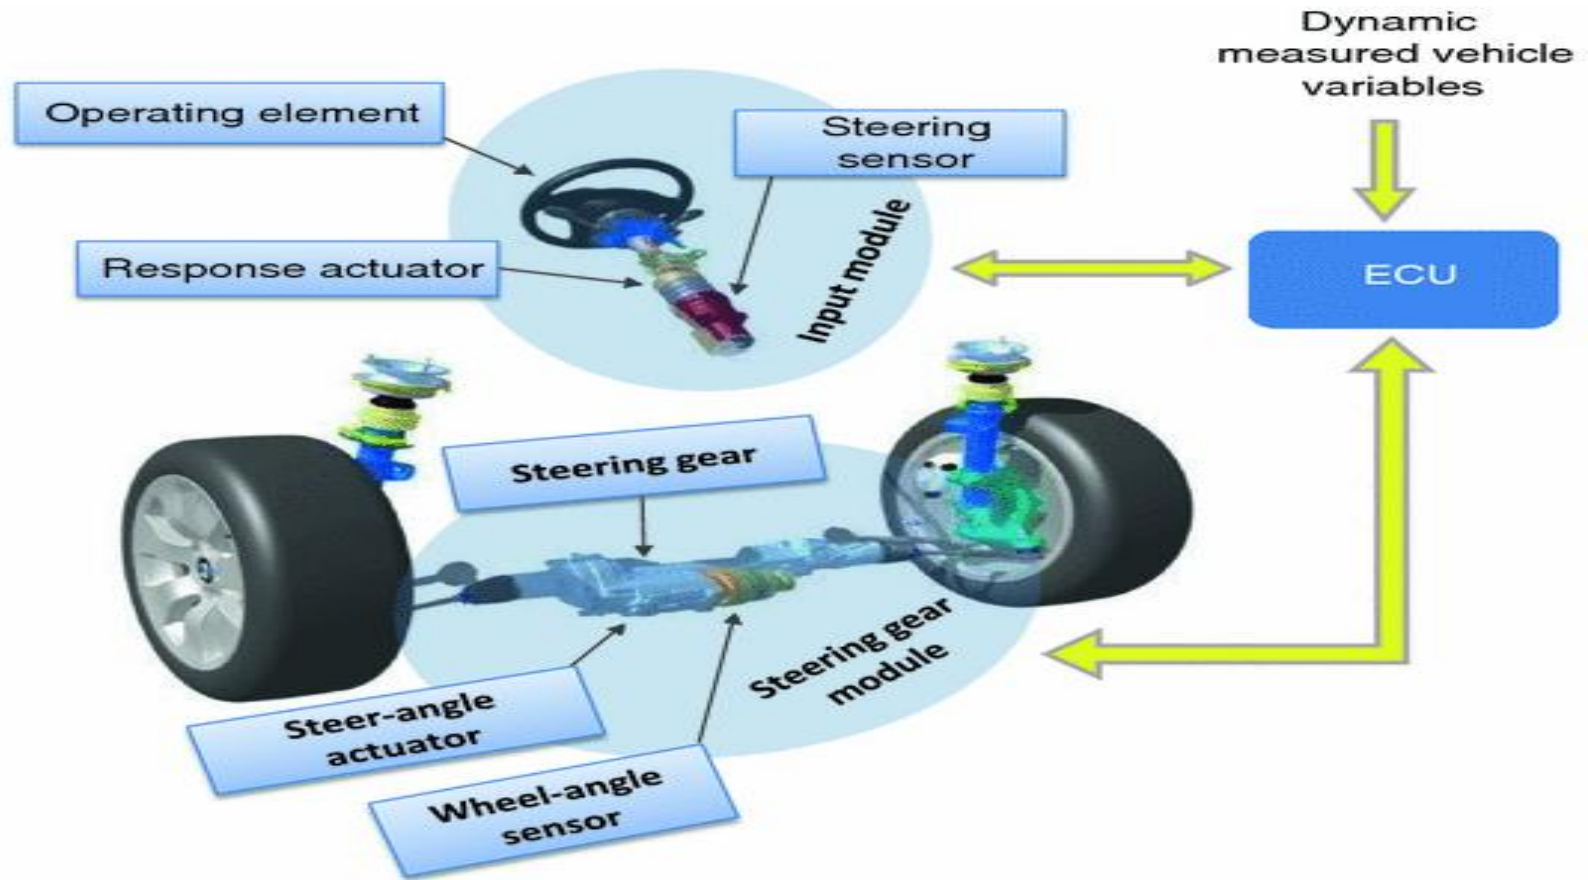 Dynamic
measured vehicle
variables
Operating element
Steering
sensor
Response actuator
Input module
ECU
Steering gear
Steering gear
module
Steer-angle
actuator
Wheel-angle
sensor